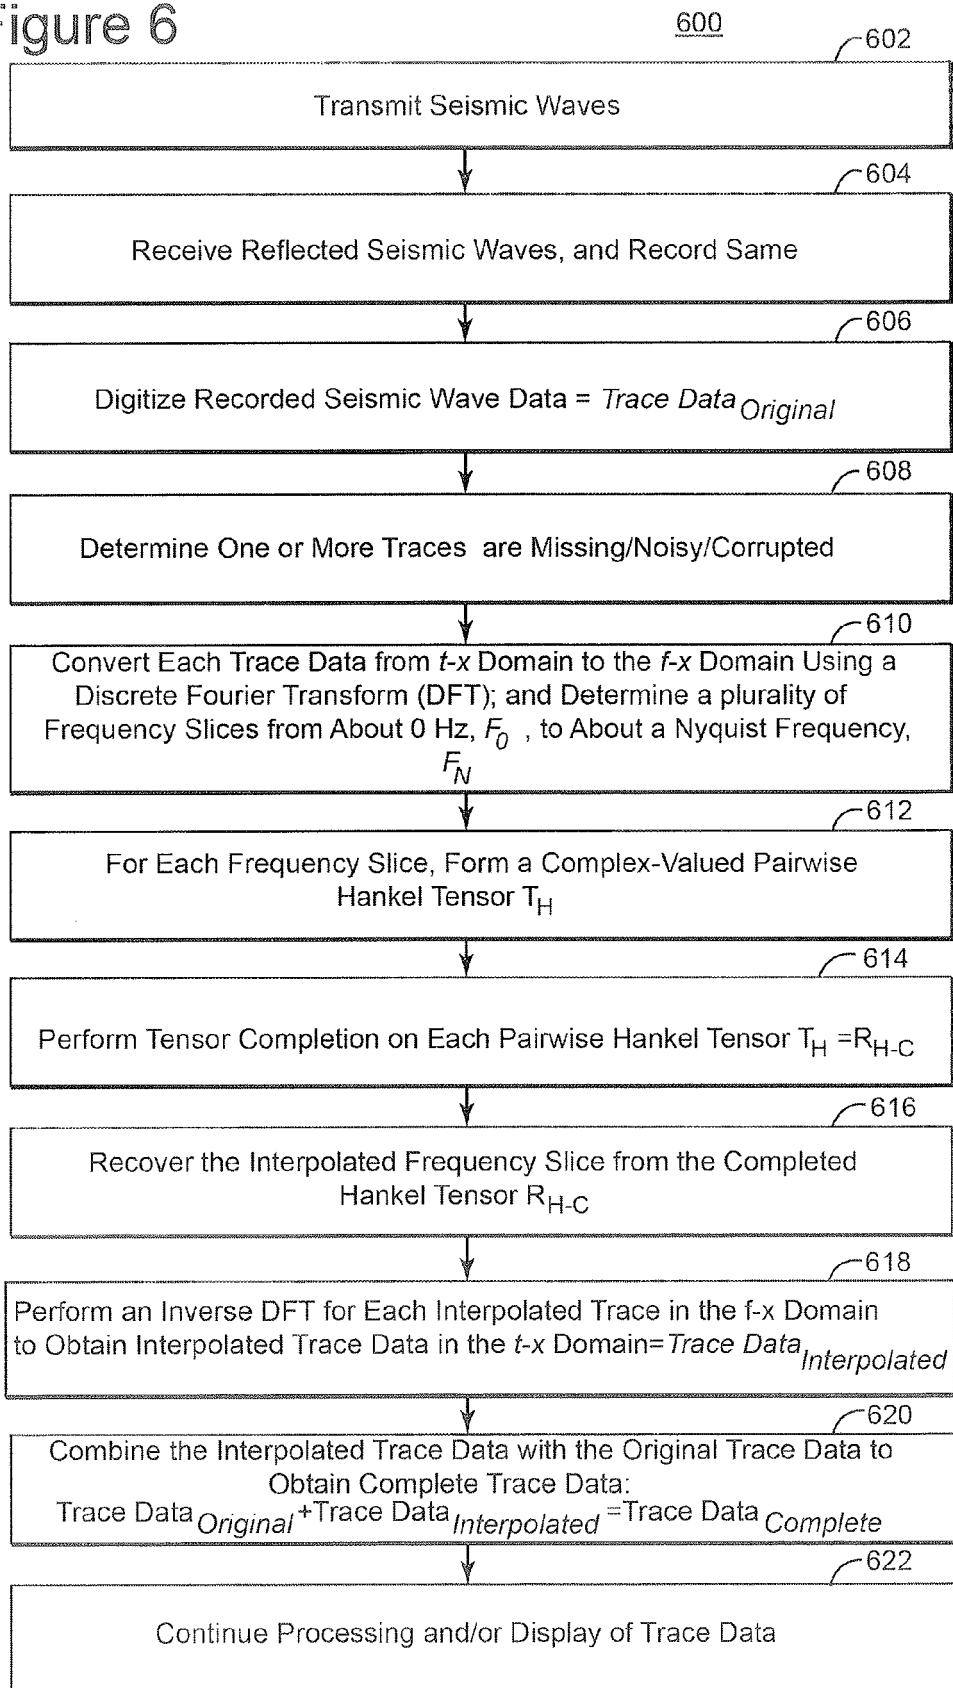 Figure 6
600
602
Transmit Seismic Waves
604
Receive Reflected Seismic Waves, and Record Same
606
Digitize Recorded Seismic Wave Data = Trace Data Original
608
Determine One or More Traces are Missing/Noisy/Corrupted
610
Convert Each Trace Data from t-x Domain to the f-x Domain Using a
Discrete Fourier Transform (DFT); and Determine a plurality of
Frequency Slices from About 0 Hz, F0 , to About a Nyquist Frequency,
FN
612
For Each Frequency Slice, Form a Complex-Valued Pairwise
Hankel Tensor TH
614
Perform Tensor Completion on Each Pairwise Hankel Tensor TH =RH-C
616
Recover the Interpolated Frequency Slice from the Completed
Hankel Tensor RH-C
618
Perform an Inverse DFT for Each Interpolated Trace in the f-x Domain
to Obtain Interpolated Trace Data in the t-x Domain=Trace Data Interpolated
620
Combine the Interpolated Trace Data with the Original Trace Data to
Obtain Complete Trace Data:
Trace Data Original+Trace Data Interpolated =Trace Data Complete
622
Continue Processing and/or Display of Trace Data